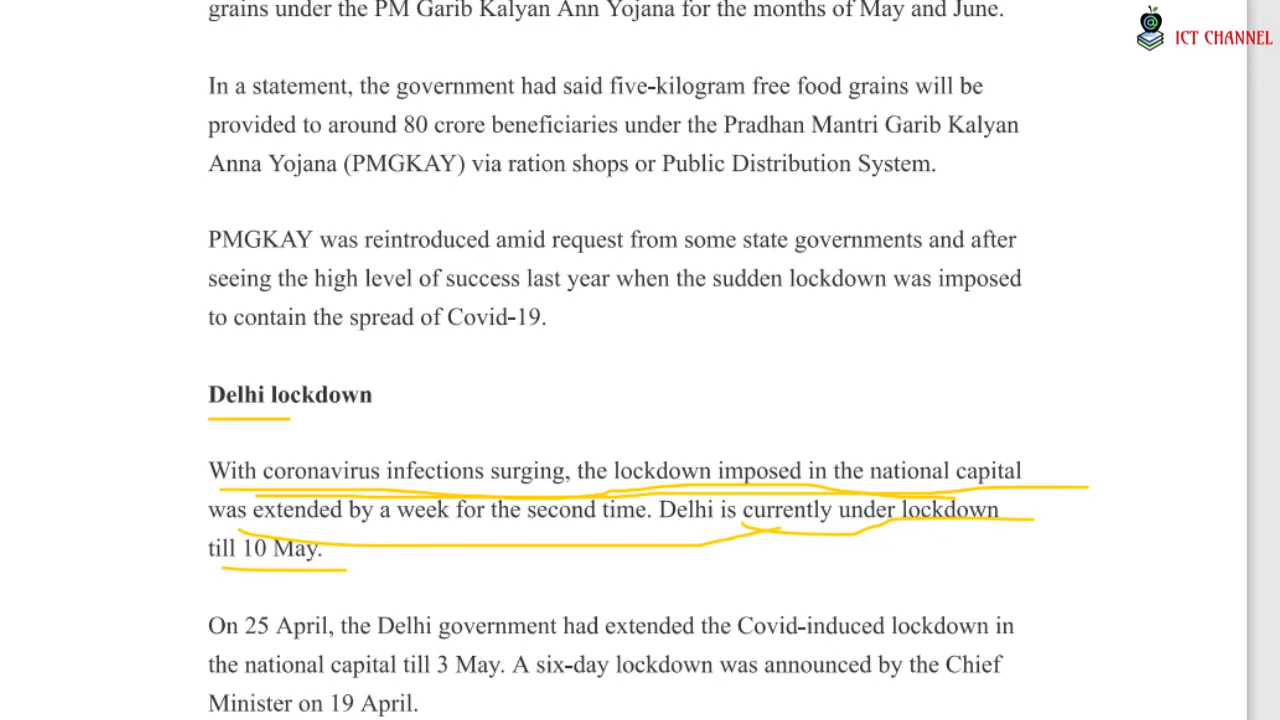 grains under the PM Garib Kalyan Ann Yojana for the months of May and June.
ICT CHANNEL
In a statement, the government had said five-kilogram free food grains will be
provided to around 80 crore beneficiaries under the Pradhan Mantri Garib Kalyan
Anna Yojana (PMGKAY) via ration shops or Public Distribution System.
PMGKAY was reintroduced amid request from some state governments and after
seeing the high level of success last year when the sudden lockdown was imposed
to contain the spread of Covid-19.
Delhi lockdown
With coronavirus infections surging, the lockdown imposed in the national capital
was extended by a week for the second time. Delhi is currently under lockdown
till 10 May.
On 25 April, the Delhi government had extended the Covid-induced lockdown in
the national capital till 3 May. A six-day lockdown was announced by the Chief
Minister on 19 April.